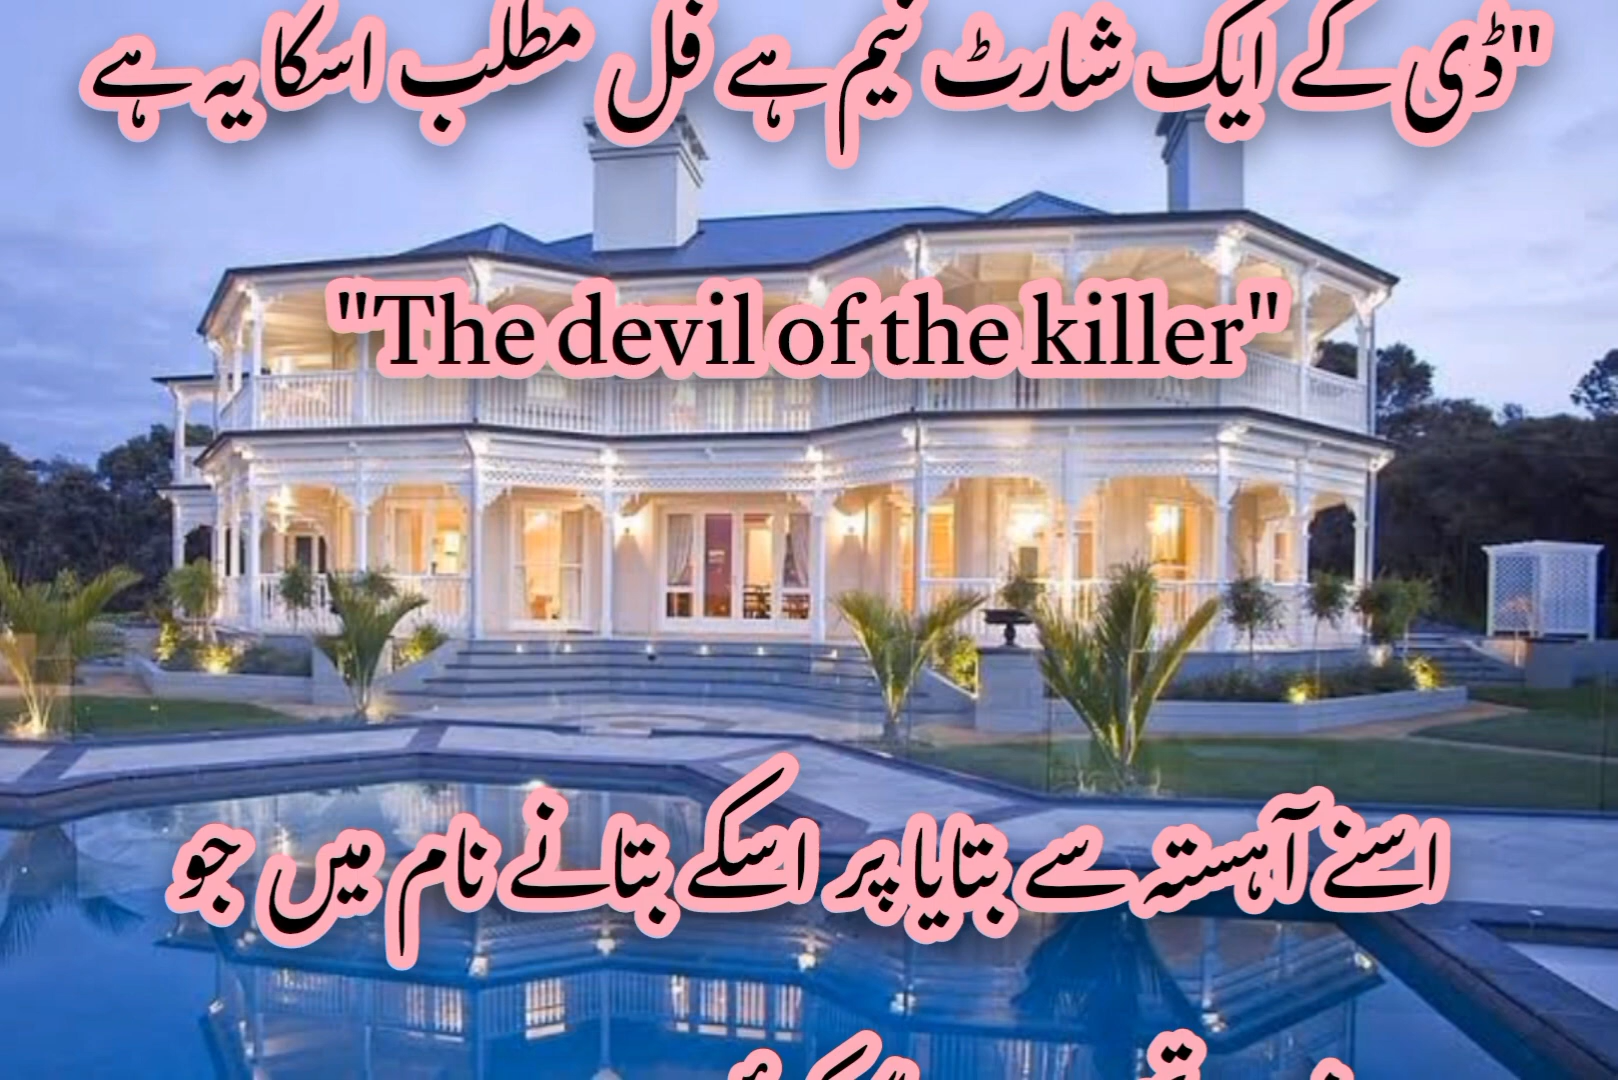 "ڈی کے ایک شارٹ نیم ہے فل مطلب اسکا یہ ہے
"The devil of the killer"
اسنے آہستہ سے بتایا پر اسکے بتانے نام میں جو